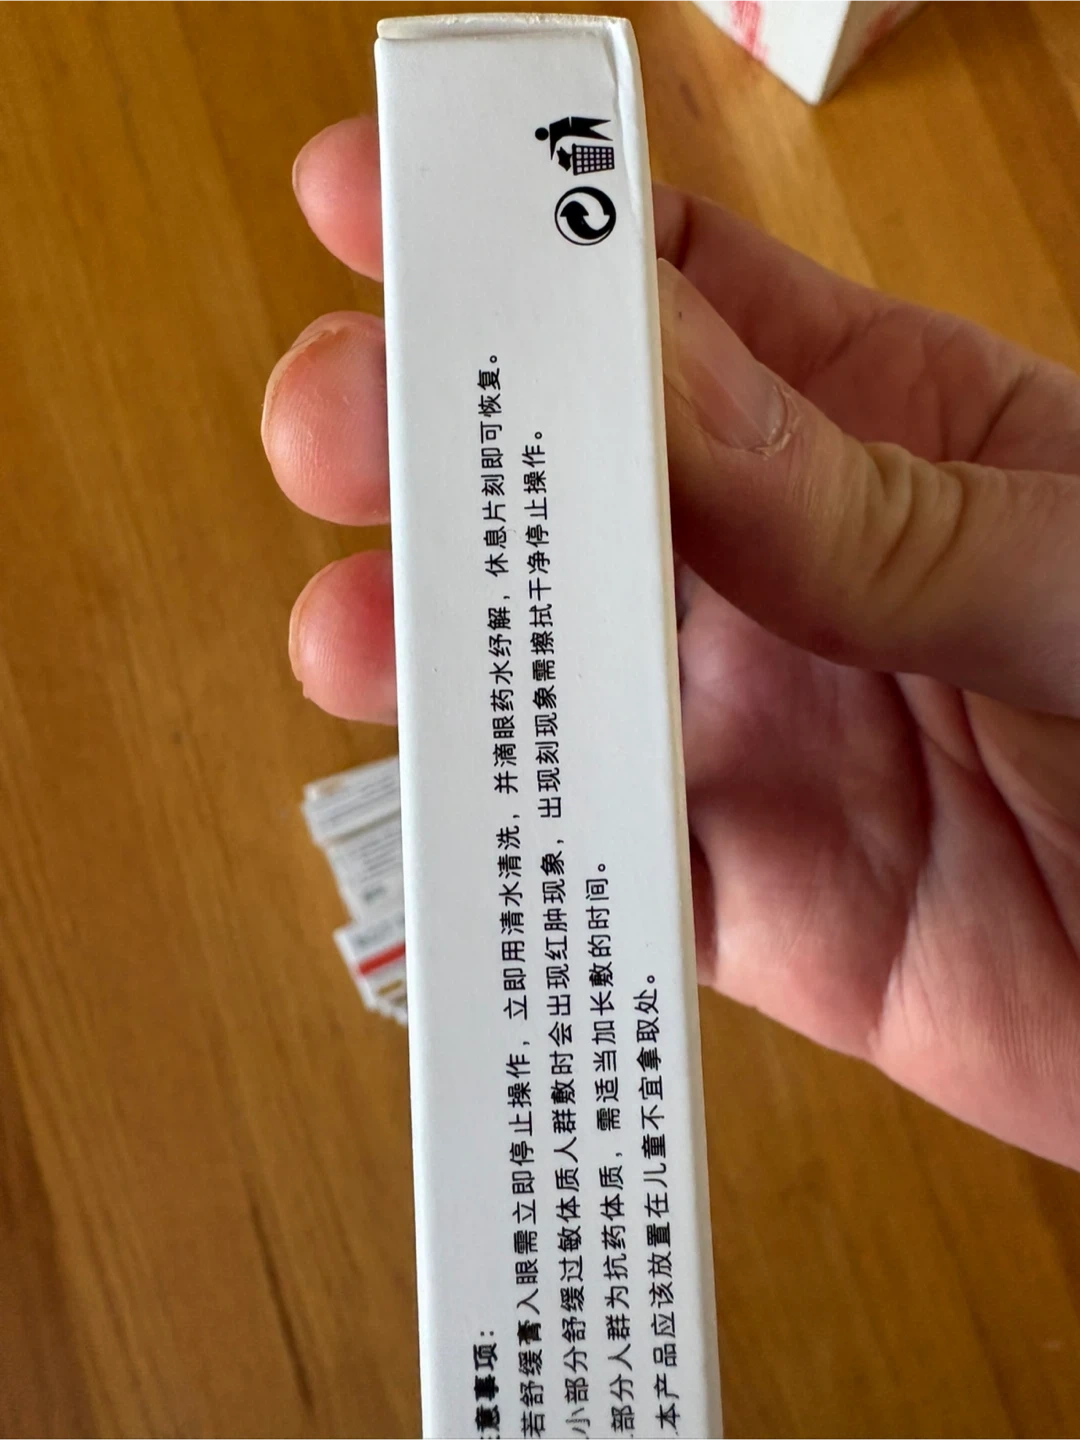 意事项：
若舒缓膏入眼需立即停止操作，立即用清水清洗，并滴眼药水纾解，休息片刻即可恢复。
小部分舒缓过敏体质人群敷时会出现红肿现象，出现刻现象需擦拭干净停止操作。
部分人群为抗药体质，需适当加长敷的时间。
本产品应该放置在儿童不宜拿取处。